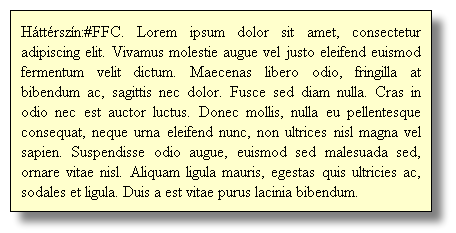 Háttérszín:#FFC. Lorem ipsum dolor sit amet, consectetur
adipiscing elit. Vivamus molestie augue vel justo eleifend euismod
fermentum velit dictum. Maecenas libero odio, fringilla at
bibendum ac, sagittis nec dolor. Fusce sed diam nulla. Cras in
odio nec est auctor luctus. Donec mollis, nulla eu pellentesque
consequat, neque urna eleifend nunc, non ultrices nisl magna vel
sapien. Suspendisse odio augue, euismod sed malesuada sed,
ornare vitae nisl. Aliquam ligula mauris, egestas quis ultricies ac,
sodales et ligula. Duis a est vitae purus lacinia bibendum.